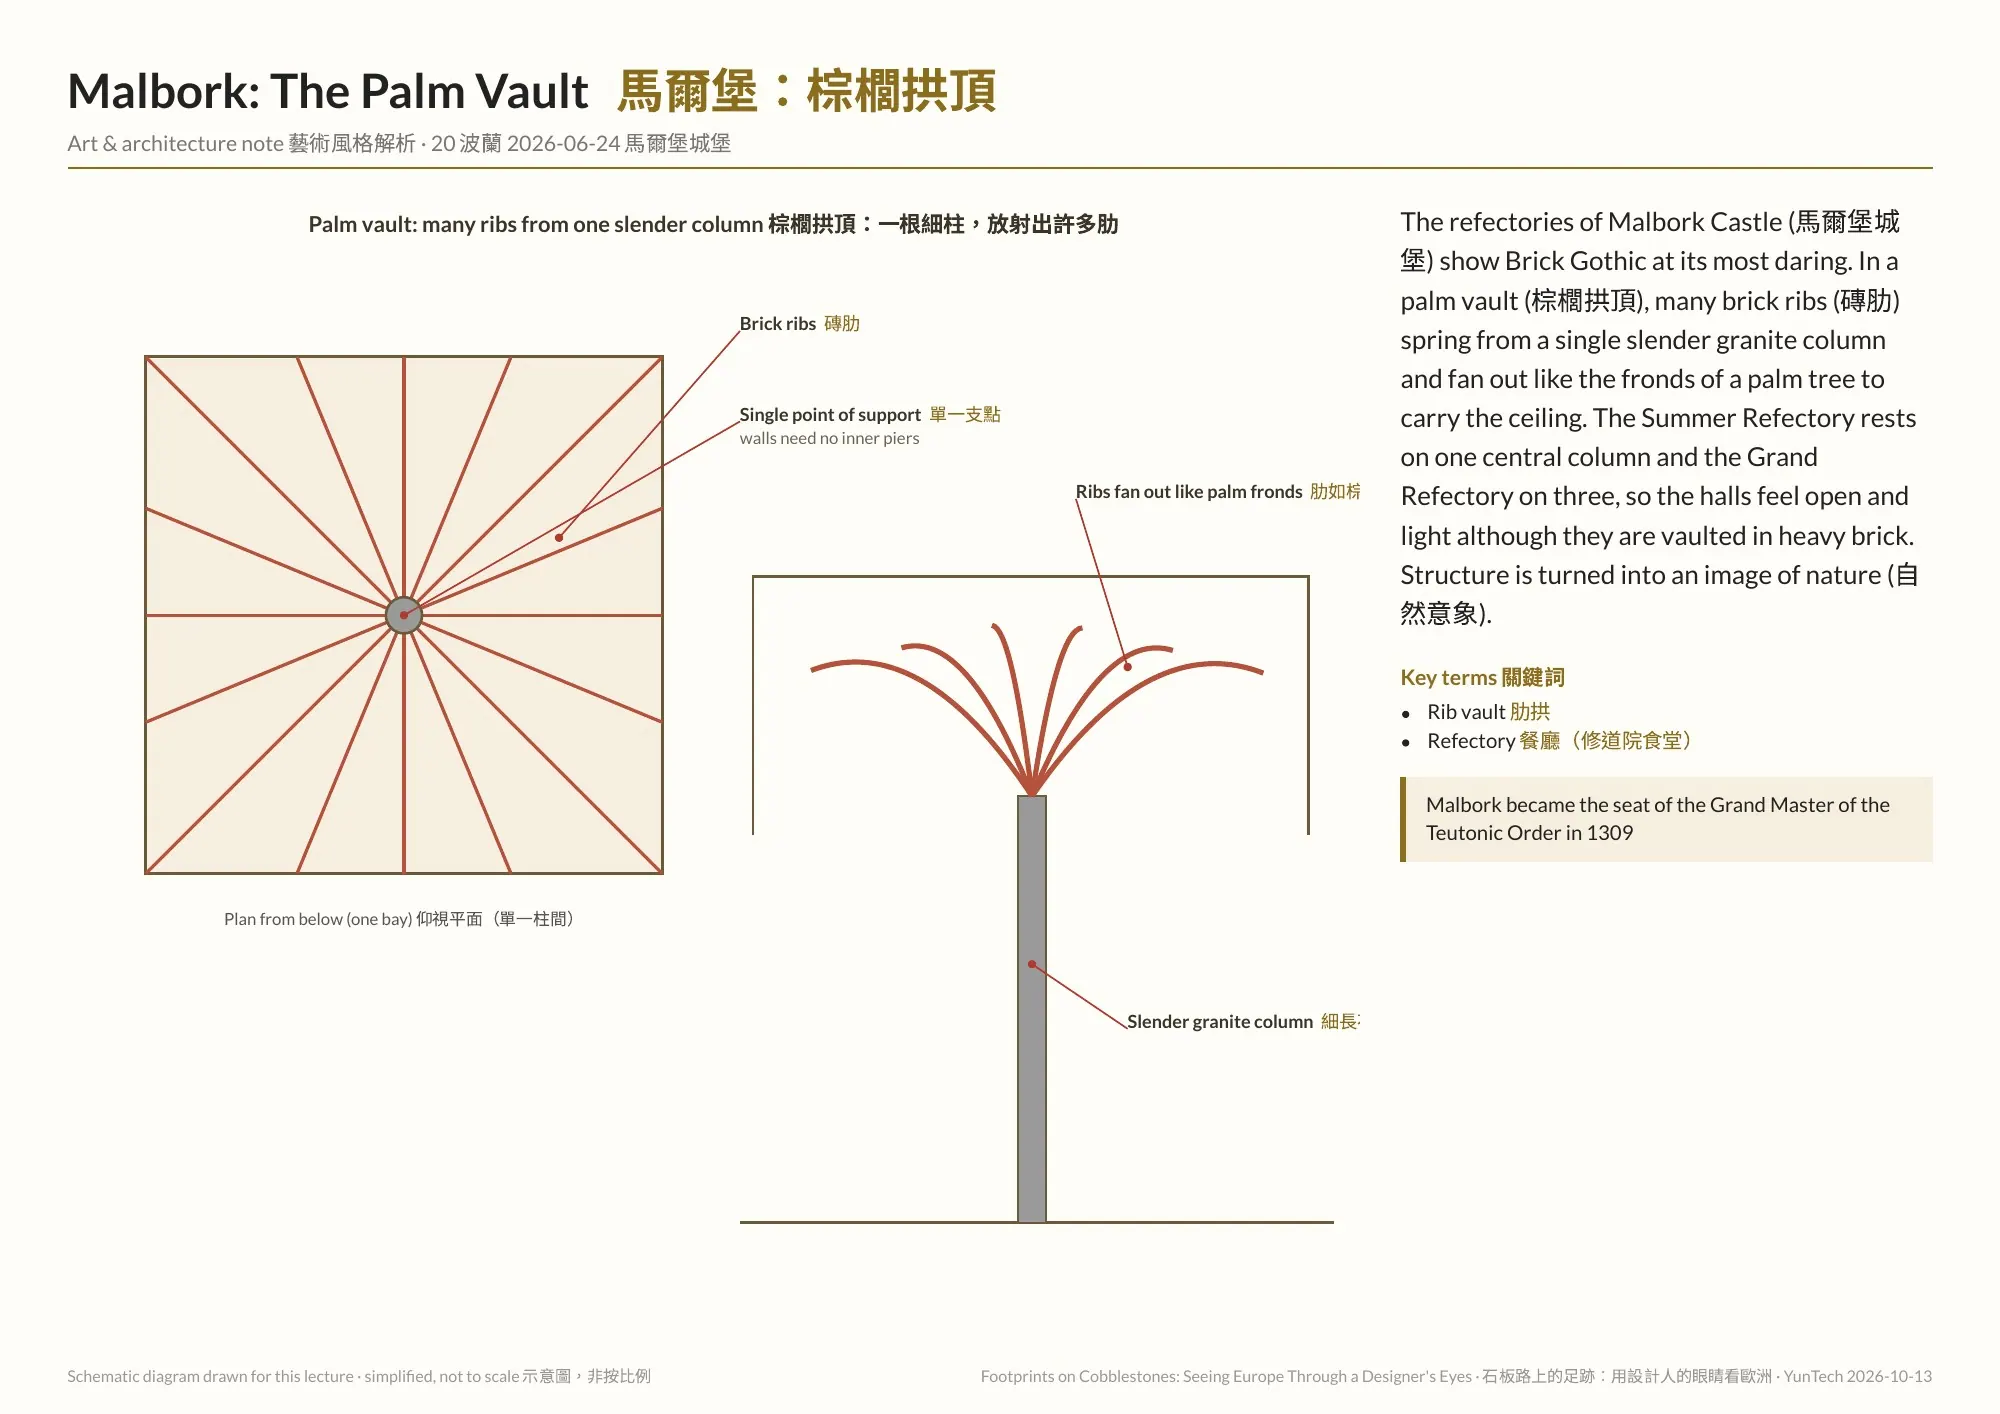 Malbork: The Palm Vault 馬爾堡：棕櫚拱頂
Art & architecture note 藝術風格解析 · 20 波蘭 2026-06-24 馬爾堡城堡
Palm vault: many ribs from one slender column 棕櫚拱頂：一根細柱，放射出許多肋
Brick ribs 磚肋
Single point of support 單一支點
walls need no inner piers
Ribs fan out like palm fronds 肋如
Plan from below (one bay) 仰視平面（單一柱間）
Slender granite column 細長
The refectories of Malbork Castle (馬爾堡城
堡) show Brick Gothic at its most daring. In a
palm vault (棕櫚拱頂), many brick ribs (磚肋)
spring from a single slender granite column
and fan out like the fronds of a palm tree to
carry the ceiling. The Summer Refectory rests
on one central column and the Grand
Refectory on three, so the halls feel open and
light although they are vaulted in heavy brick.
Structure is turned into an image of nature (自
然意象).
Key terms 關鍵詞
• Rib vault 肋拱
• Refectory 餐廳（修道院食堂）
Malbork became the seat of the Grand Master of the
Teutonic Order in 1309
Schematic diagram drawn for this lecture · simplified, not to scale 示意圖，非按比例
Footprints on Cobblestones: Seeing Europe Through a Designer's Eyes · 石板路上的足跡：用設計人的眼睛看歐洲 · YunTech 2026-10-13